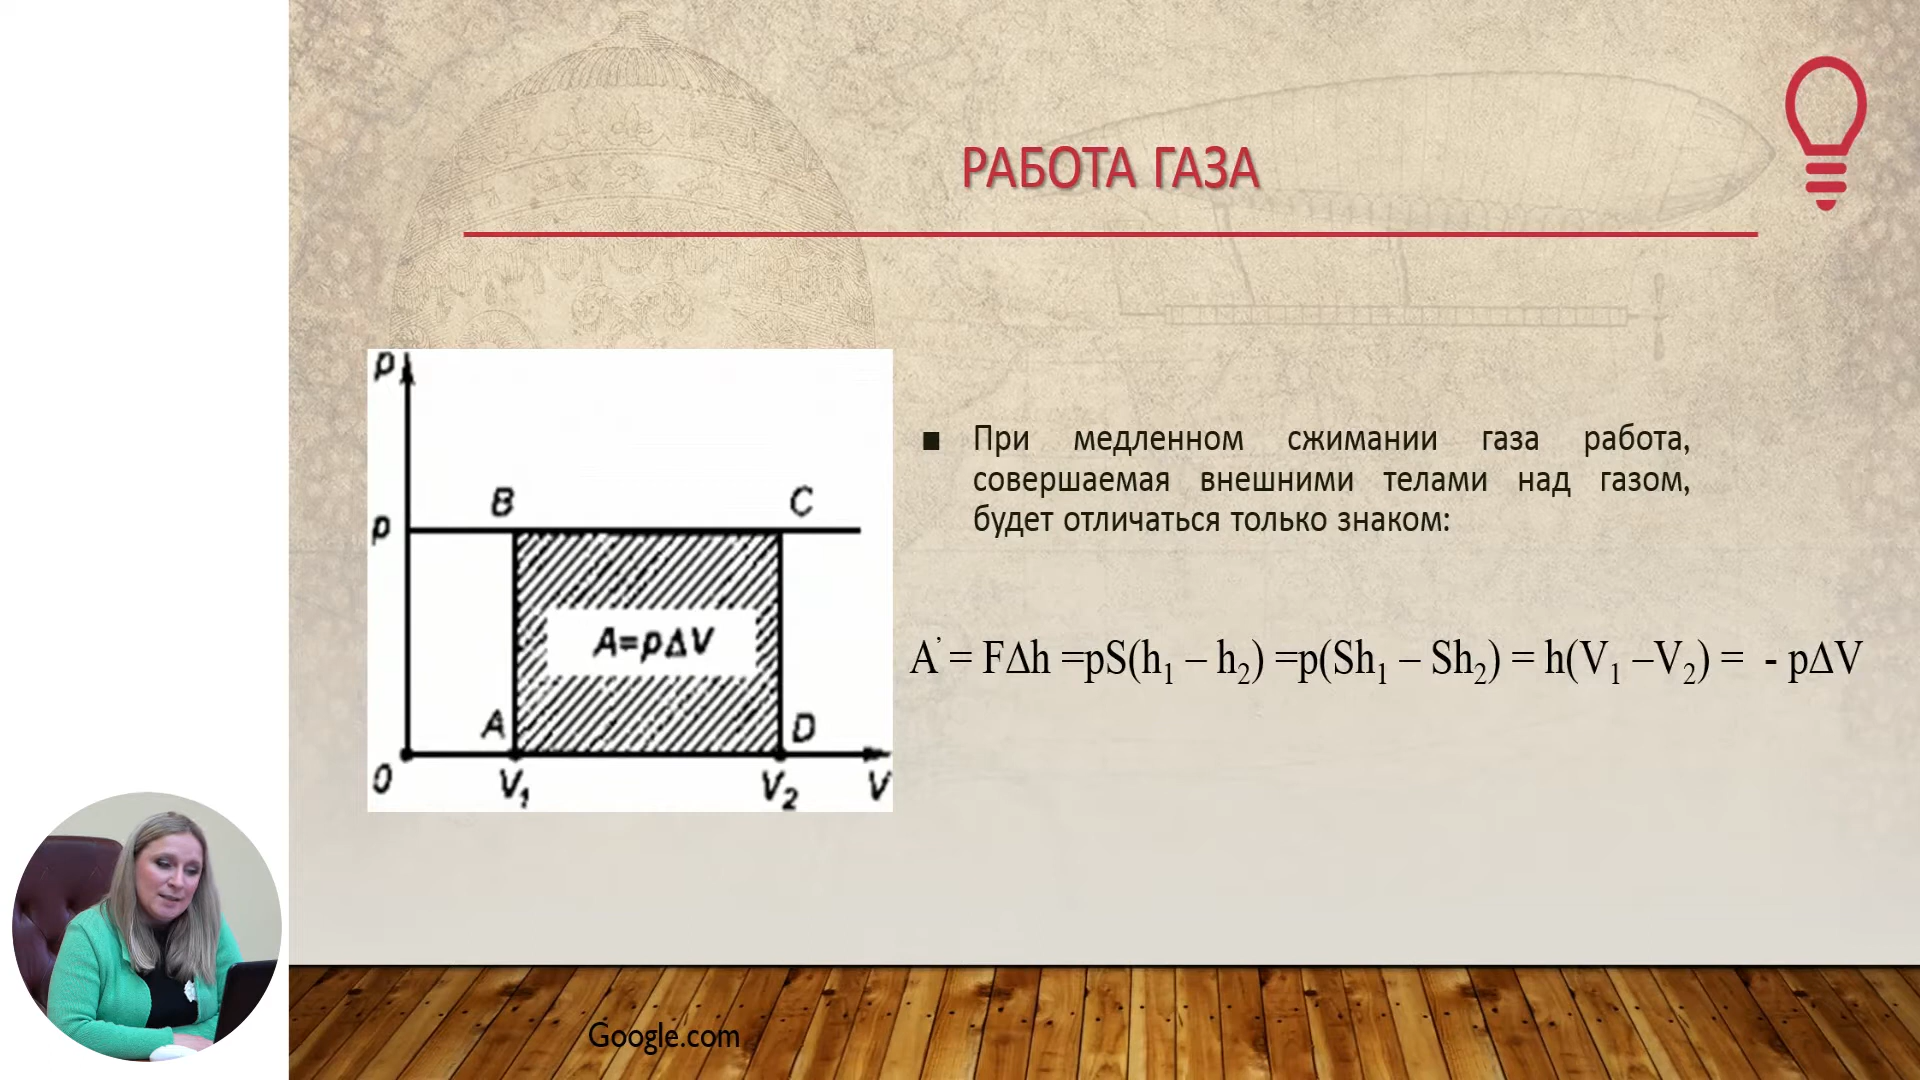 РАБОТА ГАЗА
p
B
C
p
A=pΔV
A
D
0
V₁
V₂
V
■ При медленном сжимании газа работа,
совершаемая внешними телами над газом,
будет отличаться только знаком:
A’ = FΔh =pS(h₁ – h₂) =p(Sh₁ – Sh₂) = h(V₁ –V₂) = - pΔV
Google.com